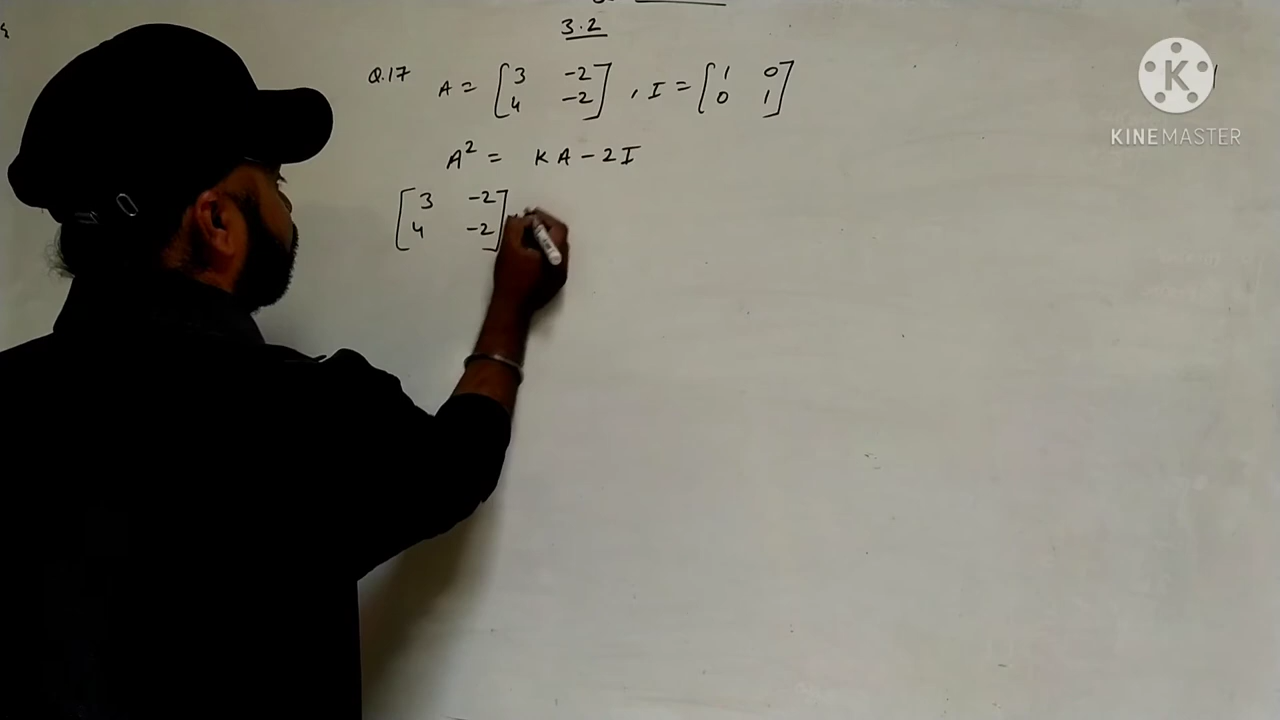 3.2
Q.17 A = [3 -2 4 -2] , I = [1 0 0 1]
A² = KA - 2I
[3 -2 4 -2]
K
KINEMASTER